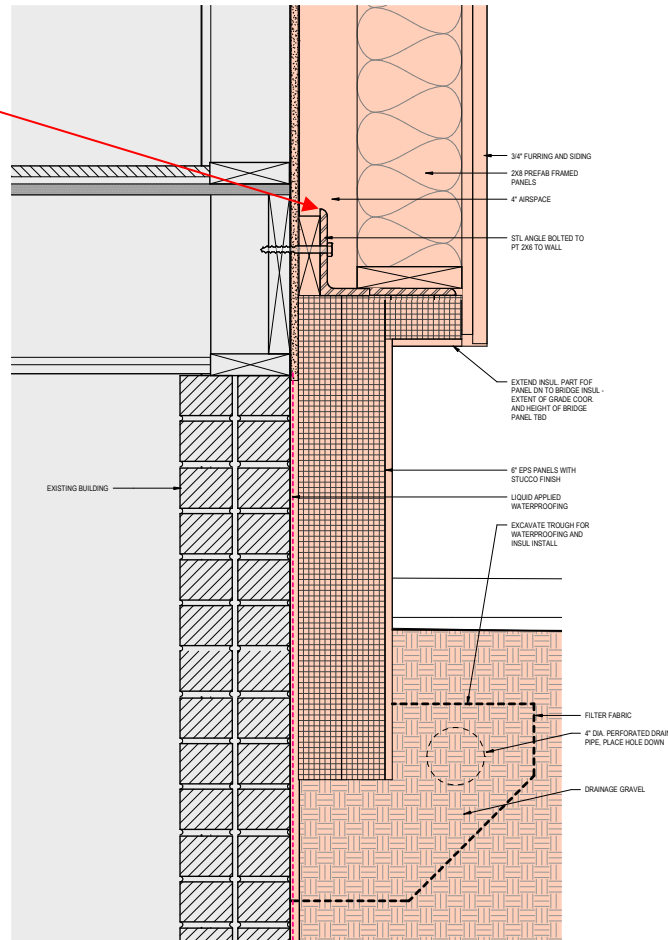 3/4" FURRING AND SIDING
2X8 PREFAB FRAMED
PANELS
4" AIRSPACE
STL ANGLE BOLTED TO
PT 2X6 TO WALL
EXTEND INSUL. PART FOF
PANEL DN TO BRIDGE INSUL -
EXTENT OF GRADE COOR.
AND HEIGHT OF BRIDGE
PANEL TBD
EXISTING BUILDING
6" EPS PANELS WITH
STUCCO FINISH
LIQUID APPLIED
WATERPROOFING
EXCAVATE TROUGH FOR
WATERPROOFING AND
INSUL INSTALL
FILTER FABRIC
4" DIA. PERFORATED DRAIN
PIPE, PLACE HOLE DOWN
DRAINAGE GRAVEL